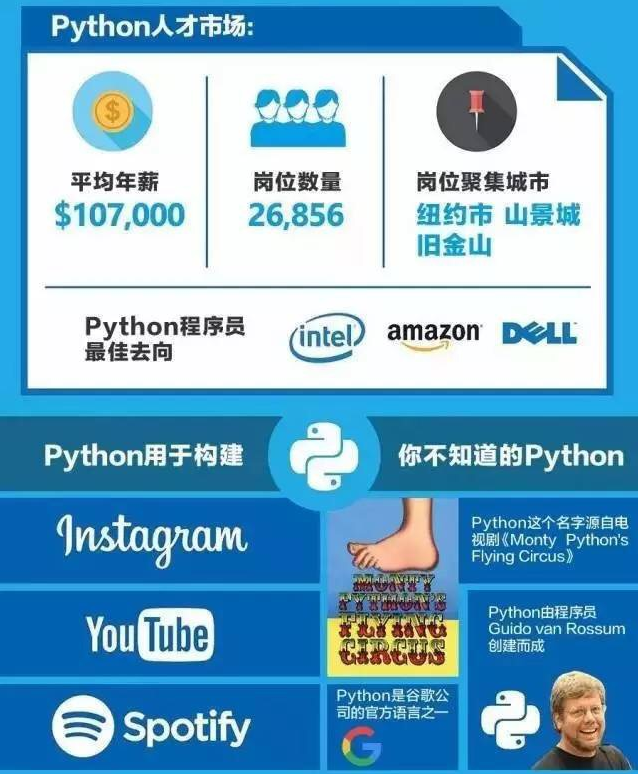 Python人才市场:
平均年薪
$107,000
岗位数量
26,856
岗位聚集城市
纽约市 山景城
旧金山
Python程序员
最佳去向
intel
amazon
DELL
Python用于构建
你不知道的Python
Instagram
YouTube
Spotify
MONTY
PYTHON'S
FLYING
CIRCUS
Python这个名字源自电
视剧《Monty Python's
Flying Circus》
Python由程序员
Guido van Rossum
创建而成
Python是谷歌公
司的官方语言之一